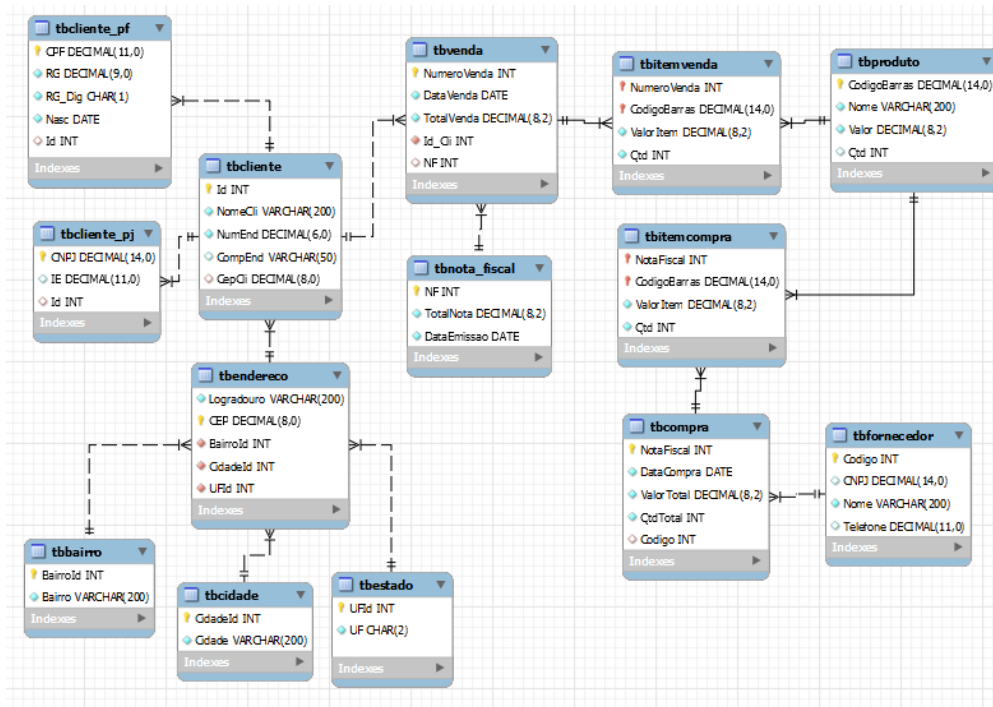 tbcliente_pf
CPF DECIMAL(11,0)
RG DECIMAL(9,0)
RG_Dig CHAR(1)
Nasc DATE
Id INT
Indexes
tbcliente_pj
CNPJ DECIMAL(14,0)
IE DECIMAL(11,0)
Id INT
Indexes
tbcliente
Id INT
NomeCli VARCHAR(200)
NumEnd DECIMAL(6,0)
CompEnd VARCHAR(50)
CepCli DECIMAL(8,0)
Indexes
tbvenda
NumeroVenda INT
DataVenda DATE
TotalVenda DECIMAL(8,2)
Id_Cli INT
NF INT
Indexes
tbitemvenda
NumeroVenda INT
CodigoBarras DECIMAL(14,0)
ValorItem DECIMAL(8,2)
Qtd INT
Indexes
tbproduto
CodigoBarras DECIMAL(14,0)
Nome VARCHAR(200)
Valor DECIMAL(8,2)
Qtd INT
Indexes
tbnota_fiscal
NF INT
TotalNota DECIMAL(8,2)
DataEmissao DATE
Indexes
tbitemcompra
NotaFiscal INT
CodigoBarras DECIMAL(14,0)
ValorItem DECIMAL(8,2)
Qtd INT
Indexes
tbendereco
Logradouro VARCHAR(200)
CEP DECIMAL(8,0)
BairroId INT
CidadeId INT
UFId INT
Indexes
tbcompra
NotaFiscal INT
DataCompra DATE
ValorTotal DECIMAL(8,2)
QtdTotal INT
Codigo INT
Indexes
tbfornecedor
Codigo INT
CNPJ DECIMAL(14,0)
Nome VARCHAR(200)
Telefone DECIMAL(11,0)
Indexes
tbbairro
BairroId INT
Bairro VARCHAR(200)
Indexes
tbcidade
CidadeId INT
Cidade VARCHAR(200)
Indexes
tbestado
UFId INT
UF CHAR(2)
Indexes